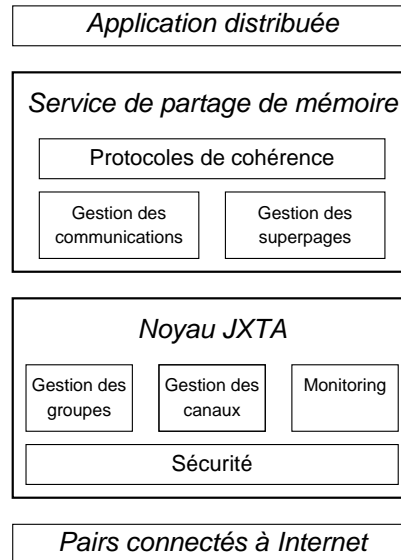 Application distribuée
Service de partage de mémoire
Protocoles de cohérence
Gestion des
communications
Gestion des
superpages
Noyau JXTA
Gestion des
groupes
Gestion des
canaux
Monitoring
Sécurité
Pairs connectés à Internet